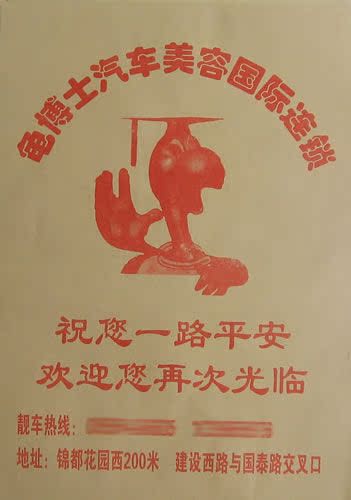 龟博士汽车美容国际连锁
祝您一路平安
欢迎您再次光临
靓车热线：
地址：锦都花园西200米 建设西路与国泰路交叉口